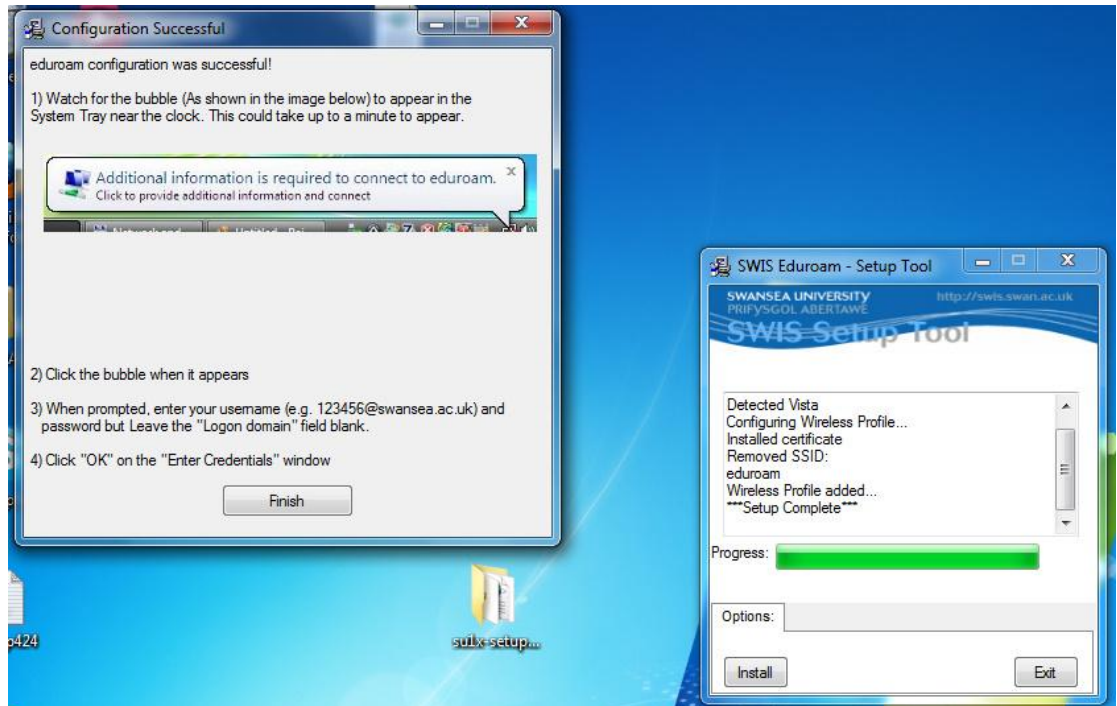 Configuration Successful
eduroam configuration was successful!
1) Watch for the bubble (As shown in the image below) to appear in the
System Tray near the clock. This could take up to a minute to appear.
Additional information is required to connect to eduroam.
Click to provide additional information and connect
2) Click the bubble when it appears
3) When prompted, enter your username (e.g. 123456@swansea.ac.uk) and
password but Leave the "Logon domain" field blank.
4) Click "OK" on the "Enter Credentials" window
Finish
SWIS Eduroam - Setup Tool
SWANSEA UNIVERSITY http://swis.swan.ac.uk
PRIFYSGOL ABERTAWE
SWIS Setup Tool
Detected Vista
Configuring Wireless Profile...
Installed certificate
Removed SSID:
eduroam
Wireless Profile added...
***Setup Complete***
Progress:
Options:
Install
Exit
su1x-setup...